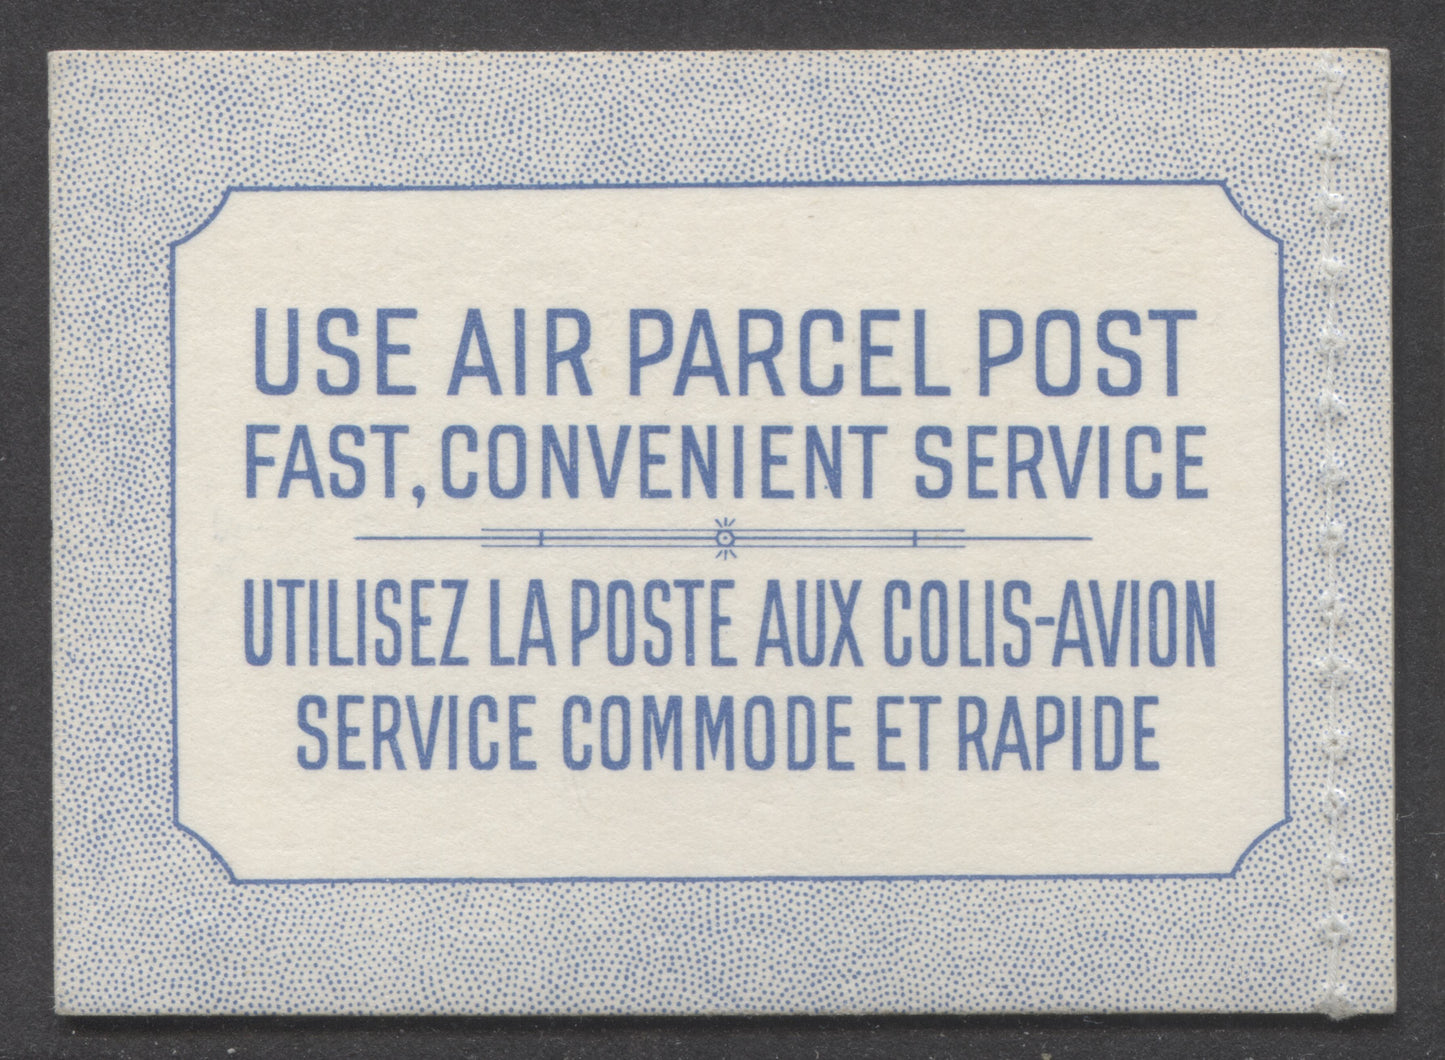 USE AIR PARCEL POST
FAST, CONVENIENT SERVICE
UTILISEZ LA POSTE AUX COLIS-AVION
SERVICE COMMODE ET RAPIDE